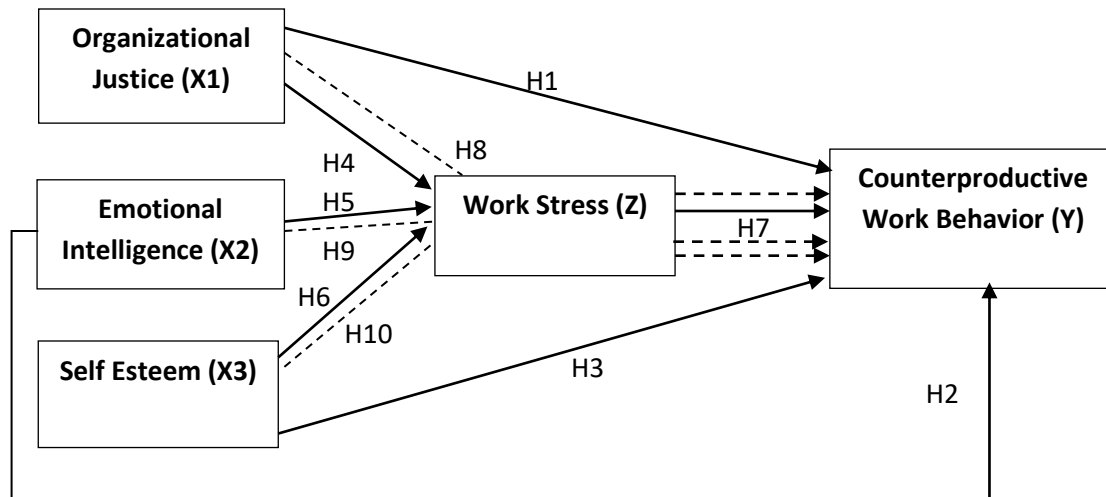 Organizational
Justice (X1)
H1
H8
H4
Emotional
Intelligence (X2)
H5
H9
Work Stress (Z)
H7
Counterproductive
Work Behavior (Y)
H6
H10
Self Esteem (X3)
H3
H2